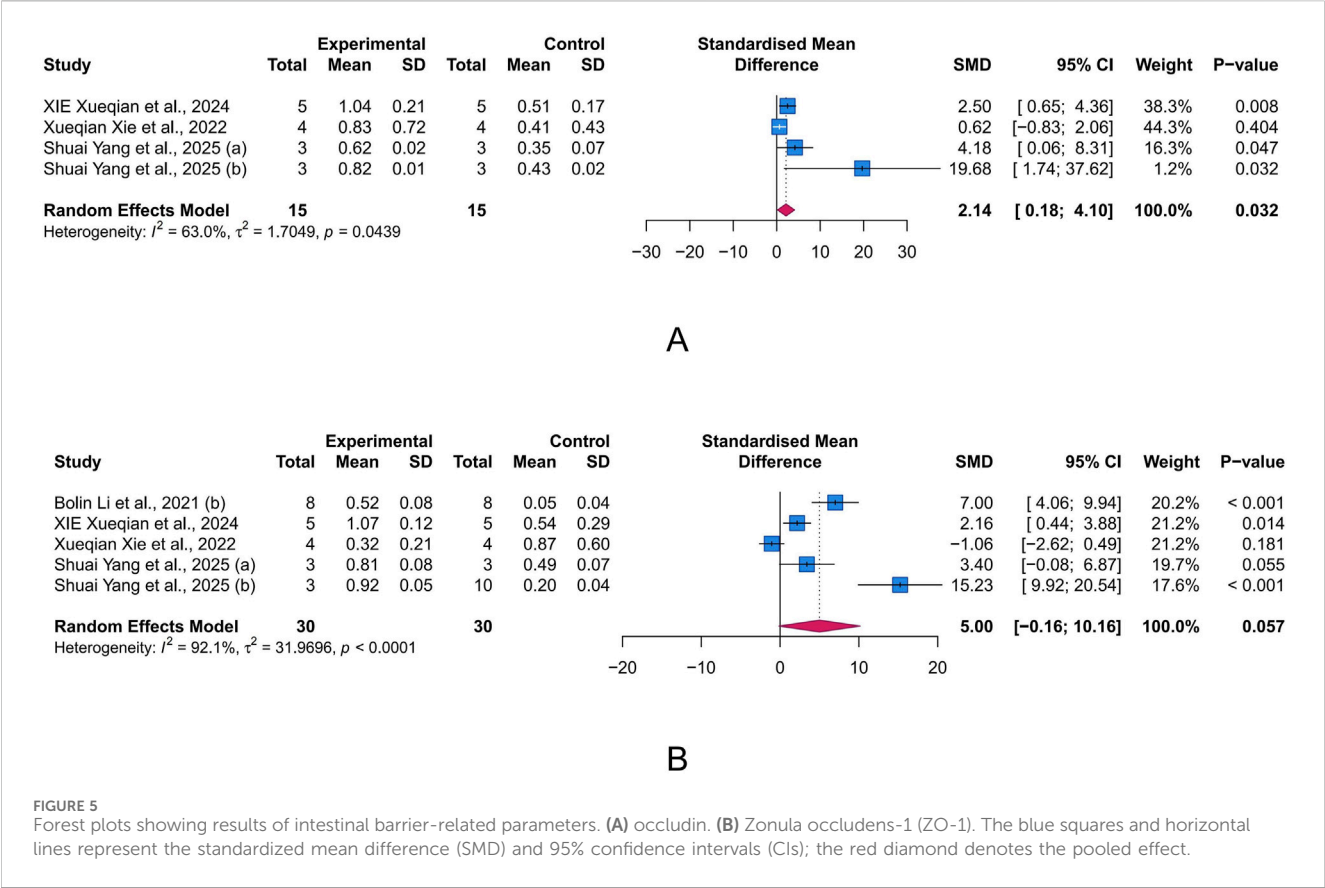 Experimental Control Standardised Mean
Study Total Mean SD Total Mean SD Difference SMD 95% CI Weight P−value
XIE Xueqian et al., 2024 5 1.04 0.21 5 0.51 0.17 2.50 [ 0.65; 4.36] 38.3% 0.008
Xueqian Xie et al., 2022 4 0.83 0.72 4 0.41 0.43 0.62 [−0.83; 2.06] 44.3% 0.404
Shuai Yang et al., 2025 (a) 3 0.62 0.02 3 0.35 0.07 4.18 [ 0.06; 8.31] 16.3% 0.047
Shuai Yang et al., 2025 (b) 3 0.82 0.01 3 0.43 0.02 19.68 [ 1.74; 37.62] 1.2% 0.032
Random Effects Model 15 15 2.14 [ 0.18; 4.10] 100.0% 0.032
Heterogeneity: I² = 63.0%, τ² = 1.7049, p = 0.0439
−30 −20 −10 0 10 20 30
A
Experimental Control Standardised Mean
Study Total Mean SD Total Mean SD Difference SMD 95% CI Weight P−value
Bolin Li et al., 2021 (b) 8 0.52 0.08 8 0.05 0.04 7.00 [ 4.06; 9.94] 20.2% < 0.001
XIE Xueqian et al., 2024 5 1.07 0.12 5 0.54 0.29 2.16 [ 0.44; 3.88] 21.2% 0.014
Xueqian Xie et al., 2022 4 0.32 0.21 4 0.87 0.60 −1.06 [−2.62; 0.49] 21.2% 0.181
Shuai Yang et al., 2025 (a) 3 0.81 0.08 3 0.49 0.07 3.40 [−0.08; 6.87] 19.7% 0.055
Shuai Yang et al., 2025 (b) 3 0.92 0.05 10 0.20 0.04 15.23 [ 9.92; 20.54] 17.6% < 0.001
Random Effects Model 30 30 5.00 [−0.16; 10.16] 100.0% 0.057
Heterogeneity: I² = 92.1%, τ² = 31.9696, p < 0.0001
−20 −10 0 10 20
B
FIGURE 5
Forest plots showing results of intestinal barrier-related parameters. (A) occludin. (B) Zonula occludens-1 (ZO-1). The blue squares and horizontal
lines represent the standardized mean difference (SMD) and 95% confidence intervals (CIs); the red diamond denotes the pooled effect.